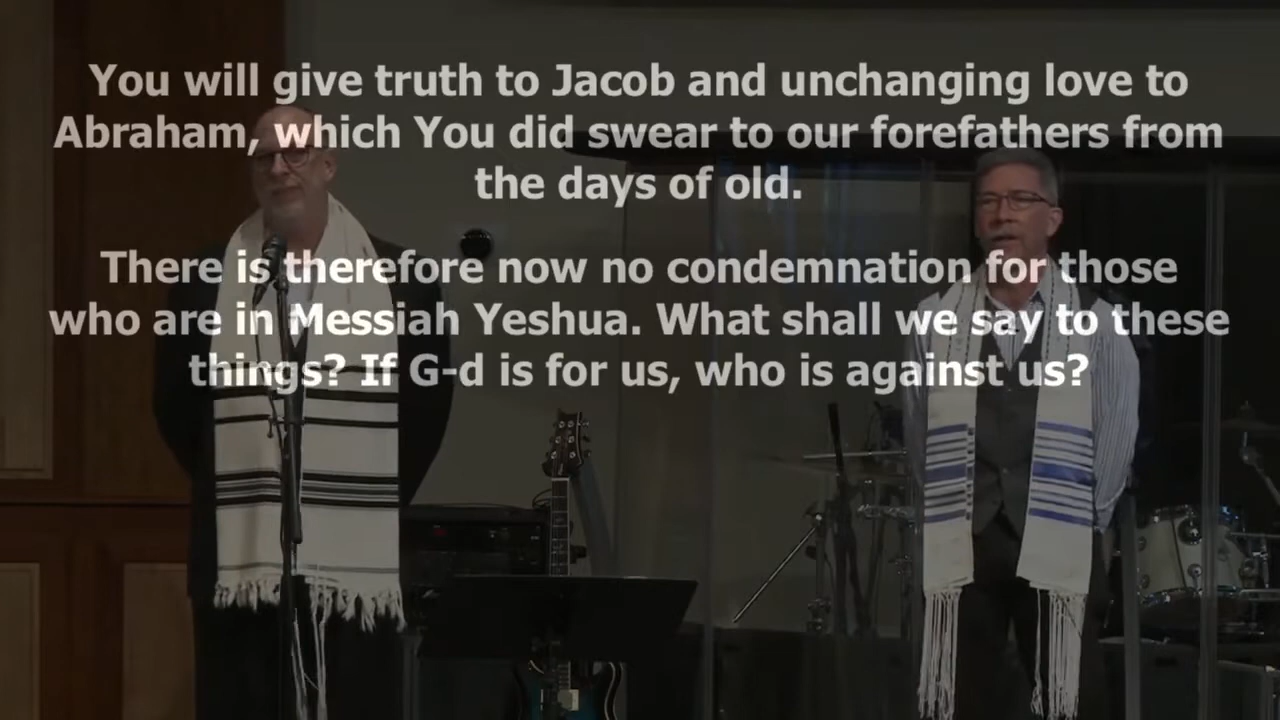 You will give truth to Jacob and unchanging love to
Abraham, which You did swear to our forefathers from
the days of old.
There is therefore now no condemnation for those
who are in Messiah Yeshua. What shall we say to these
things? If G-d is for us, who is against us?